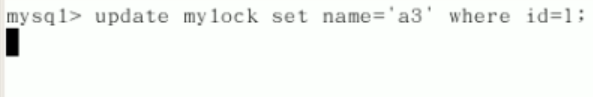 mysql> update mylock set name='a3' where id=1;